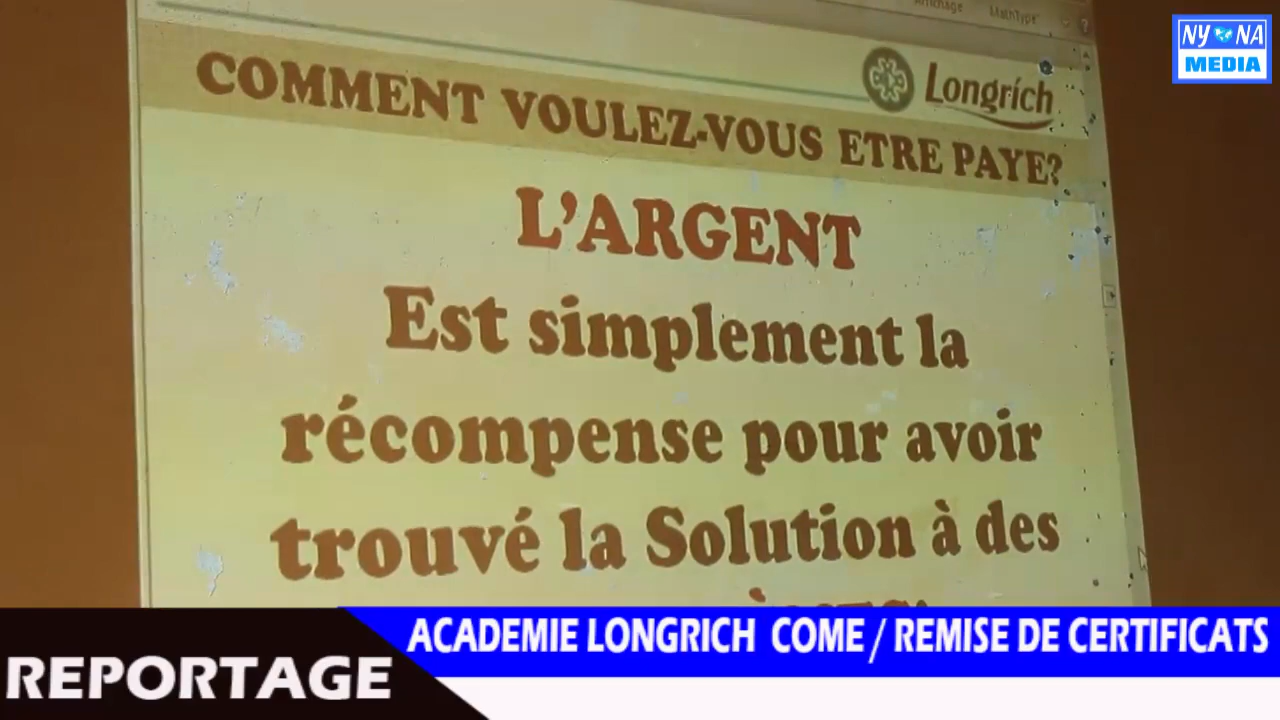 Affichage MathType
NY NA
MEDIA
Longrich
COMMENT VOULEZ-VOUS ETRE PAYE?
L'ARGENT
Est simplement la
récompense pour avoir
trouvé la Solution à des
ACADEMIE LONGRICH COME / REMISE DE CERTIFICATS
REPORTAGE